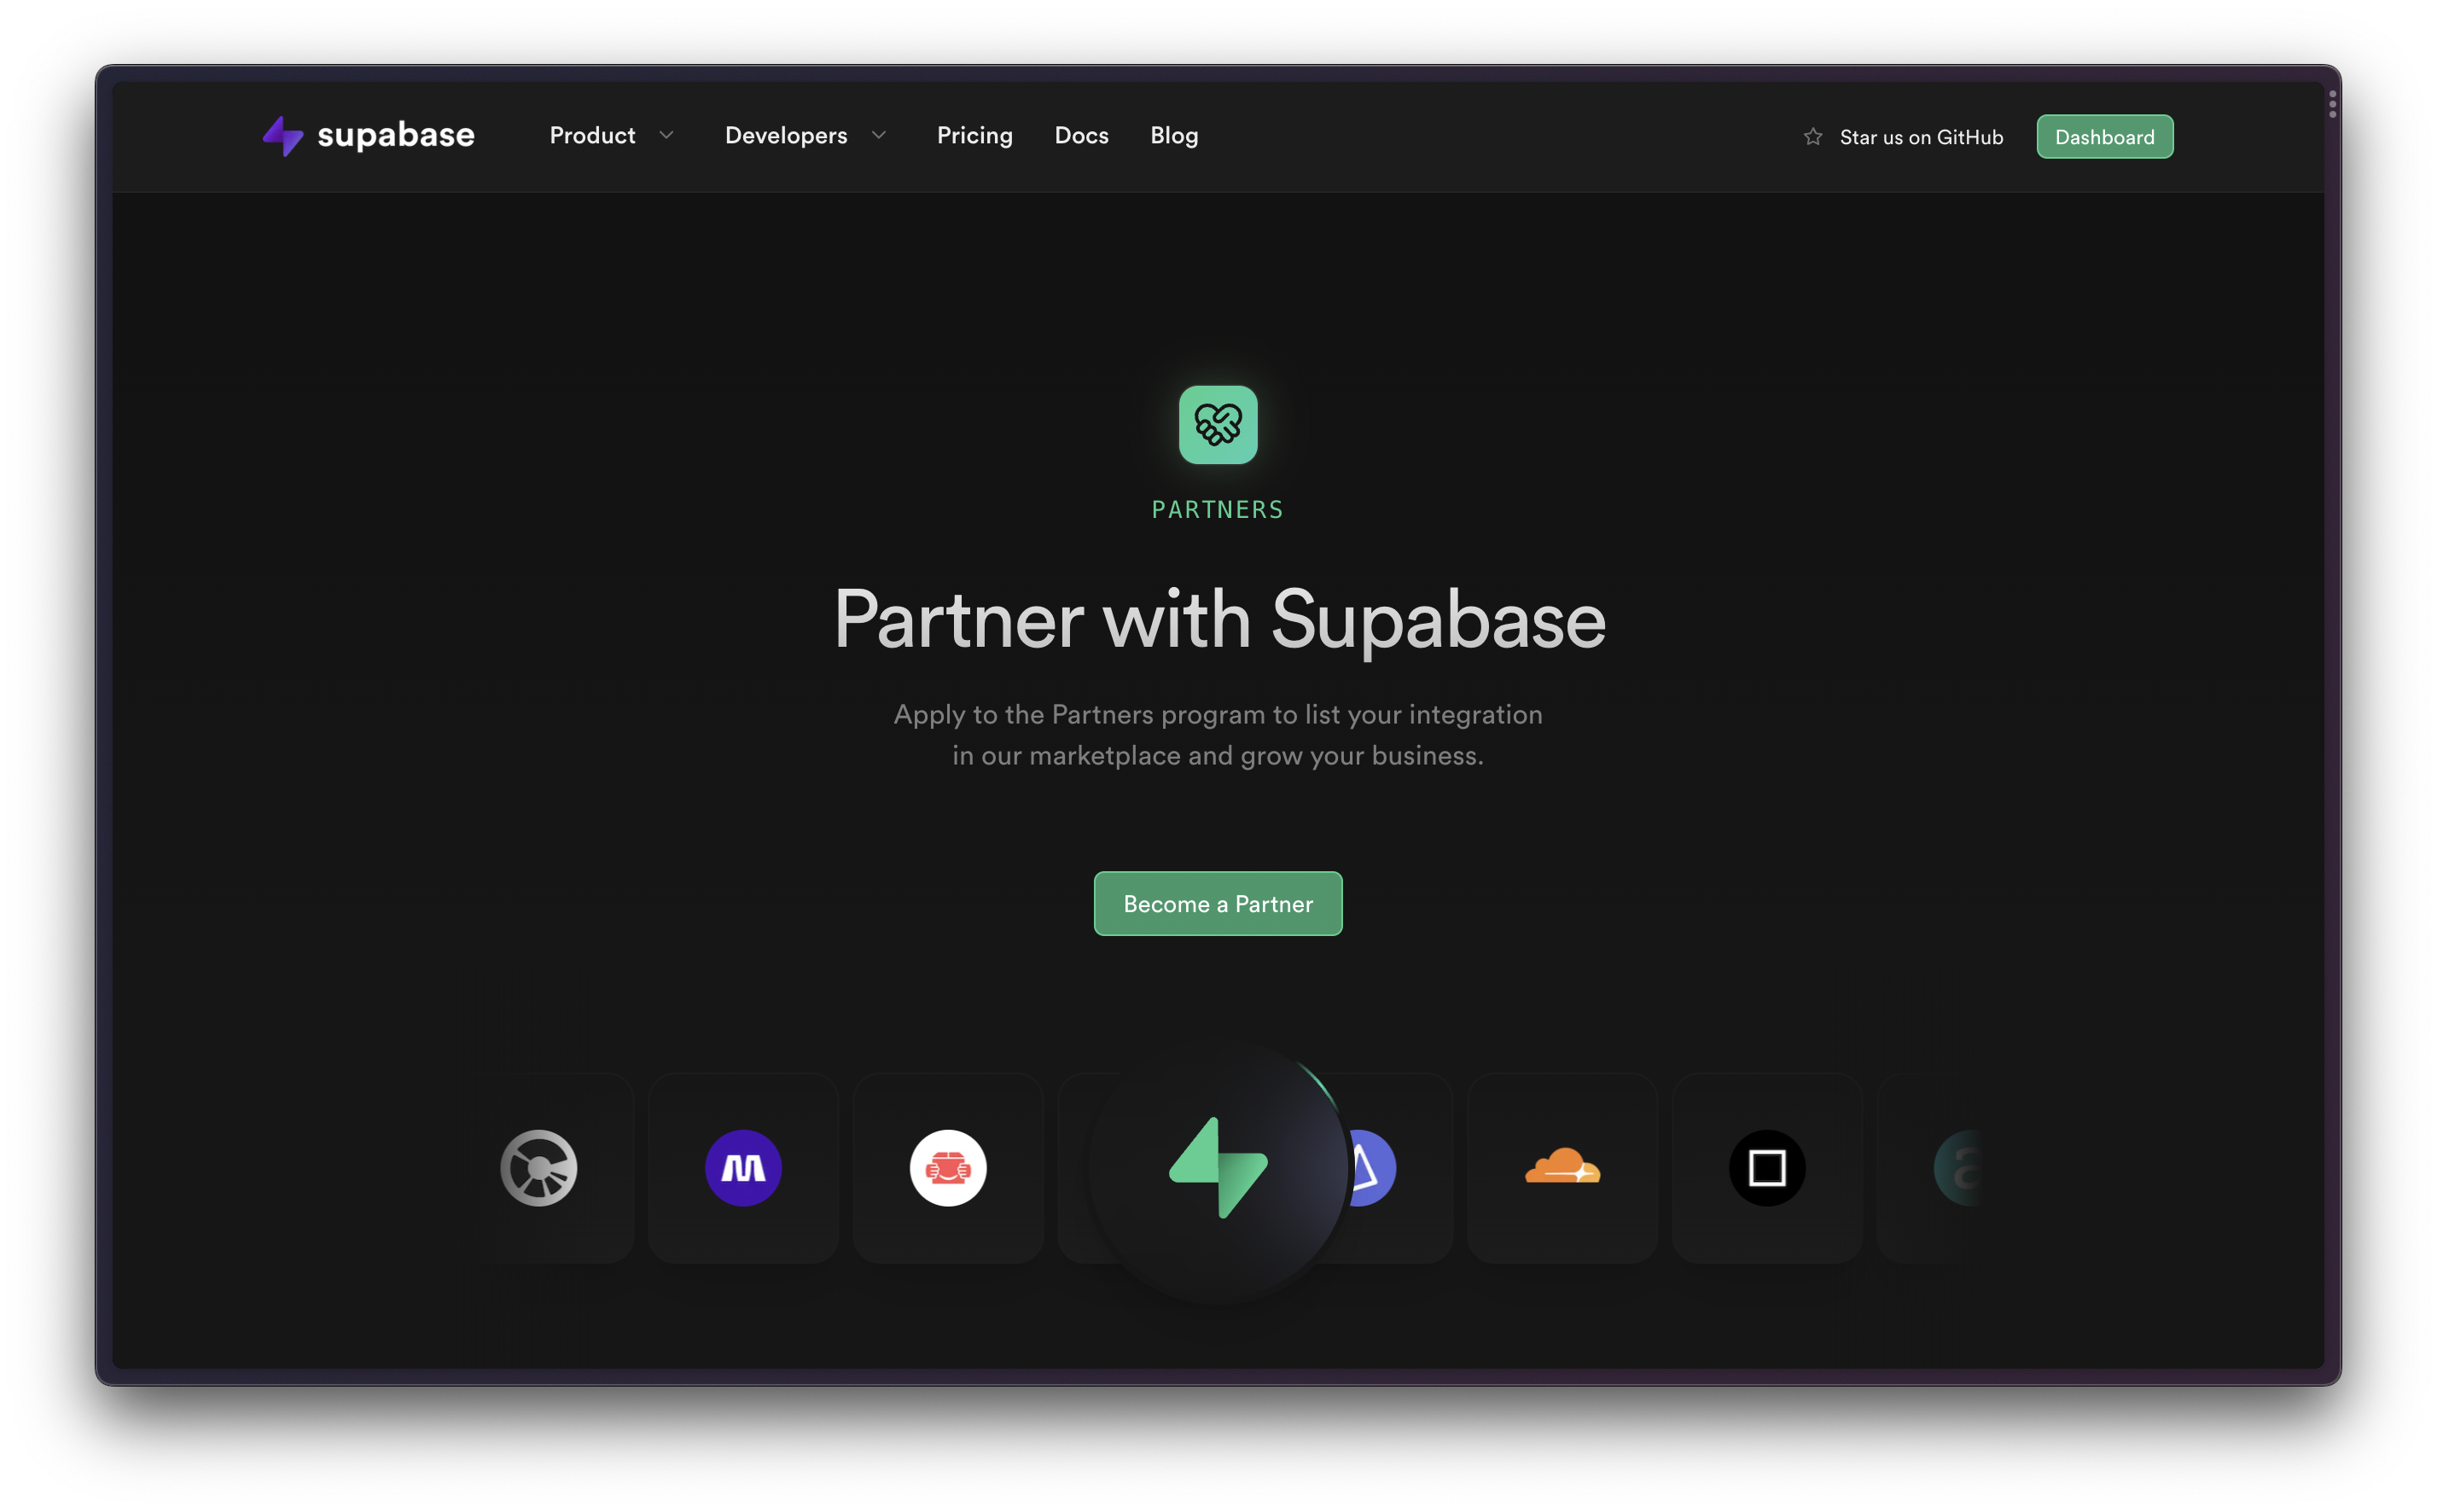 supabase
Product
Developers
Pricing
Docs
Blog
Star us on GitHub
Dashboard
PARTNERS
Partner with Supabase
Apply to the Partners program to list your integration
in our marketplace and grow your business.
Become a Partner
a